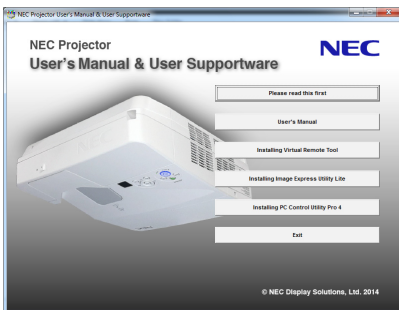 NEC Projector User's Manual & User Supportware
NEC Projector
NEC
User's Manual & User Supportware
Please read this first
User's Manual
Installing Virtual Remote Tool
Installing Image Express Utility Lite
Installing PC Control Utility Pro 4
Exit
© NEC Display Solutions, Ltd. 2014